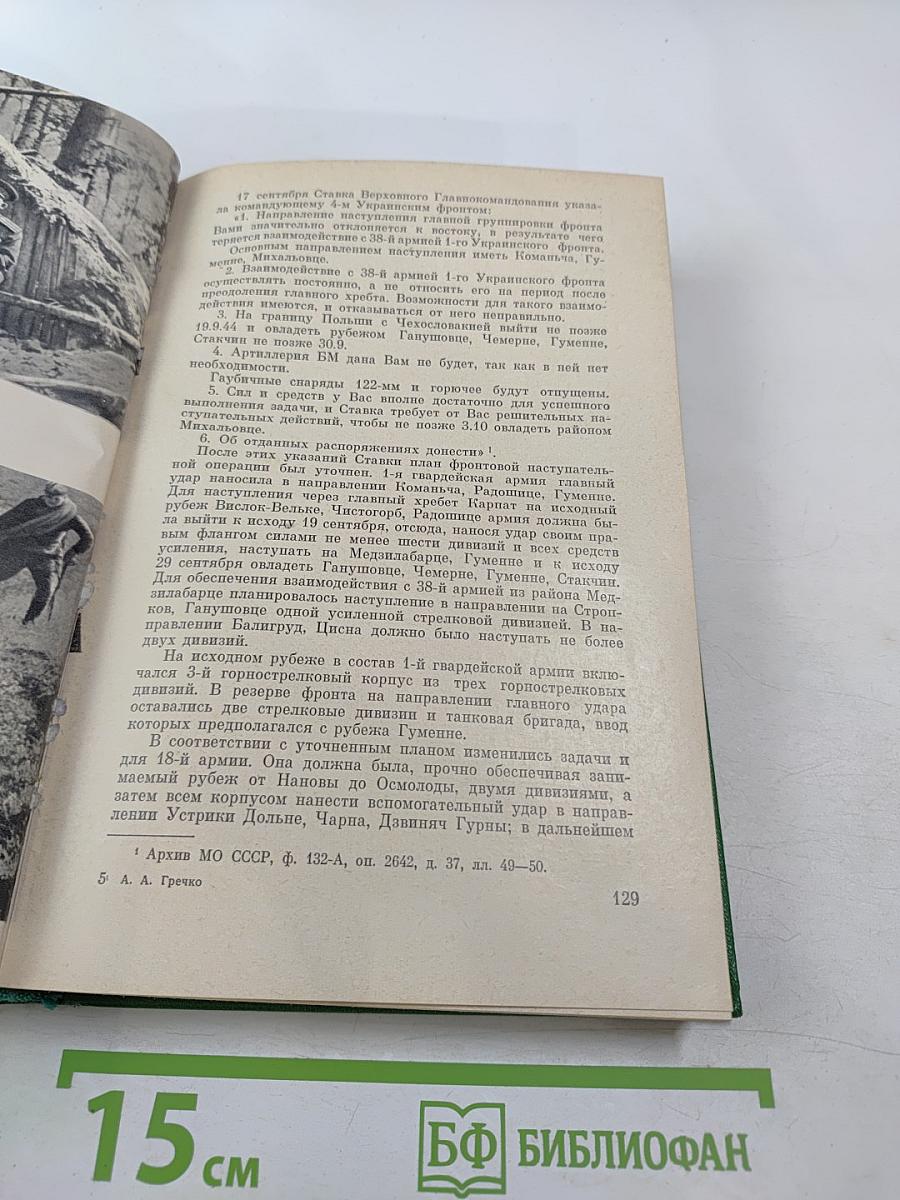 17 сентября Ставка Верховного Главнокомандования указа-
ла командующему 4-м Украинским фронтом:
«1. Направление наступления главной группировки фронта
Вами значительно отклоняется к востоку, в результате чего
теряется взаимодействие с 38-й армией 1-го Украинского фронта.
Основным направлением наступления иметь Команьча, Гу-
менне, Михальовце.
2. Взаимодействие с 38-й армией 1-го Украинского фронта
осуществлять постоянно, а не относить его на период после
преодоления главного хребта. Возможности для такого взаимо-
действия имеются, и отказываться от него неправильно.
3. На границу Польши с Чехословакией выйти не позже
19.9.44 и овладеть рубежом Ганушовце, Чемерне, Гуменне,
Стакчин не позже 30.9.
4. Артиллерия БМ дана Вам не будет, так как в ней нет
необходимости.
Гаубичные снаряды 122-мм и горючее будут отпущены.
5. Сил и средств у Вас вполне достаточно для успешного
выполнения задачи, и Ставка требует от Вас решительных на-
ступательных действий, чтобы не позже 3.10 овладеть районом
Михальовце.
6. Об отданных распоряжениях донести» ¹.
После этих указаний Ставки план фронтовой наступатель-
ной операции был уточнен. 1-я гвардейская армия главный
удар наносила в направлении Команьча, Радошице, Гуменне.
Для наступления через главный хребет Карпат на исходный
рубеж Вислок-Вельке, Чистогорб, Радошице армия должна бы-
ла выйти к исходу 19 сентября, отсюда, нанося удар своим пра-
вым флангом силами не менее шести дивизий и всех средств
усиления, наступать на Медзилабарце, Гуменне и к исходу
29 сентября овладеть Ганушовце, Чемерне, Гуменне, Стакчин.
Для обеспечения взаимодействия с 38-й армией из района Мед-
зилабарце планировалось наступление в направлении на Строп-
ков, Ганушовце одной усиленной стрелковой дивизией. В на-
правлении Балигруд, Цисна должно было наступать не более
двух дивизий.
На исходном рубеже в состав 1-й гвардейской армии вклю-
чался 3-й горнострелковый корпус из трех горнострелковых
дивизий. В резерве фронта на направлении главного удара
оставались две стрелковые дивизии и танковая бригада, ввод
которых предполагался с рубежа Гуменне.
В соответствии с уточненным планом изменились задачи и
для 18-й армии. Она должна была, прочно обеспечивая зани-
маемый рубеж от Нановы до Осмолоды, двумя дивизиями, а
затем всем корпусом нанести вспомогательный удар в направ-
лении Устрики Дольне, Чарна, Дзвиняч Гурны; в дальнейшем
¹ Архив МО СССР, ф. 132-А, оп. 2642, д. 37, лл. 49—50.
5 А. А. Гречко
129
15 см
БФ БИБЛИОФАН